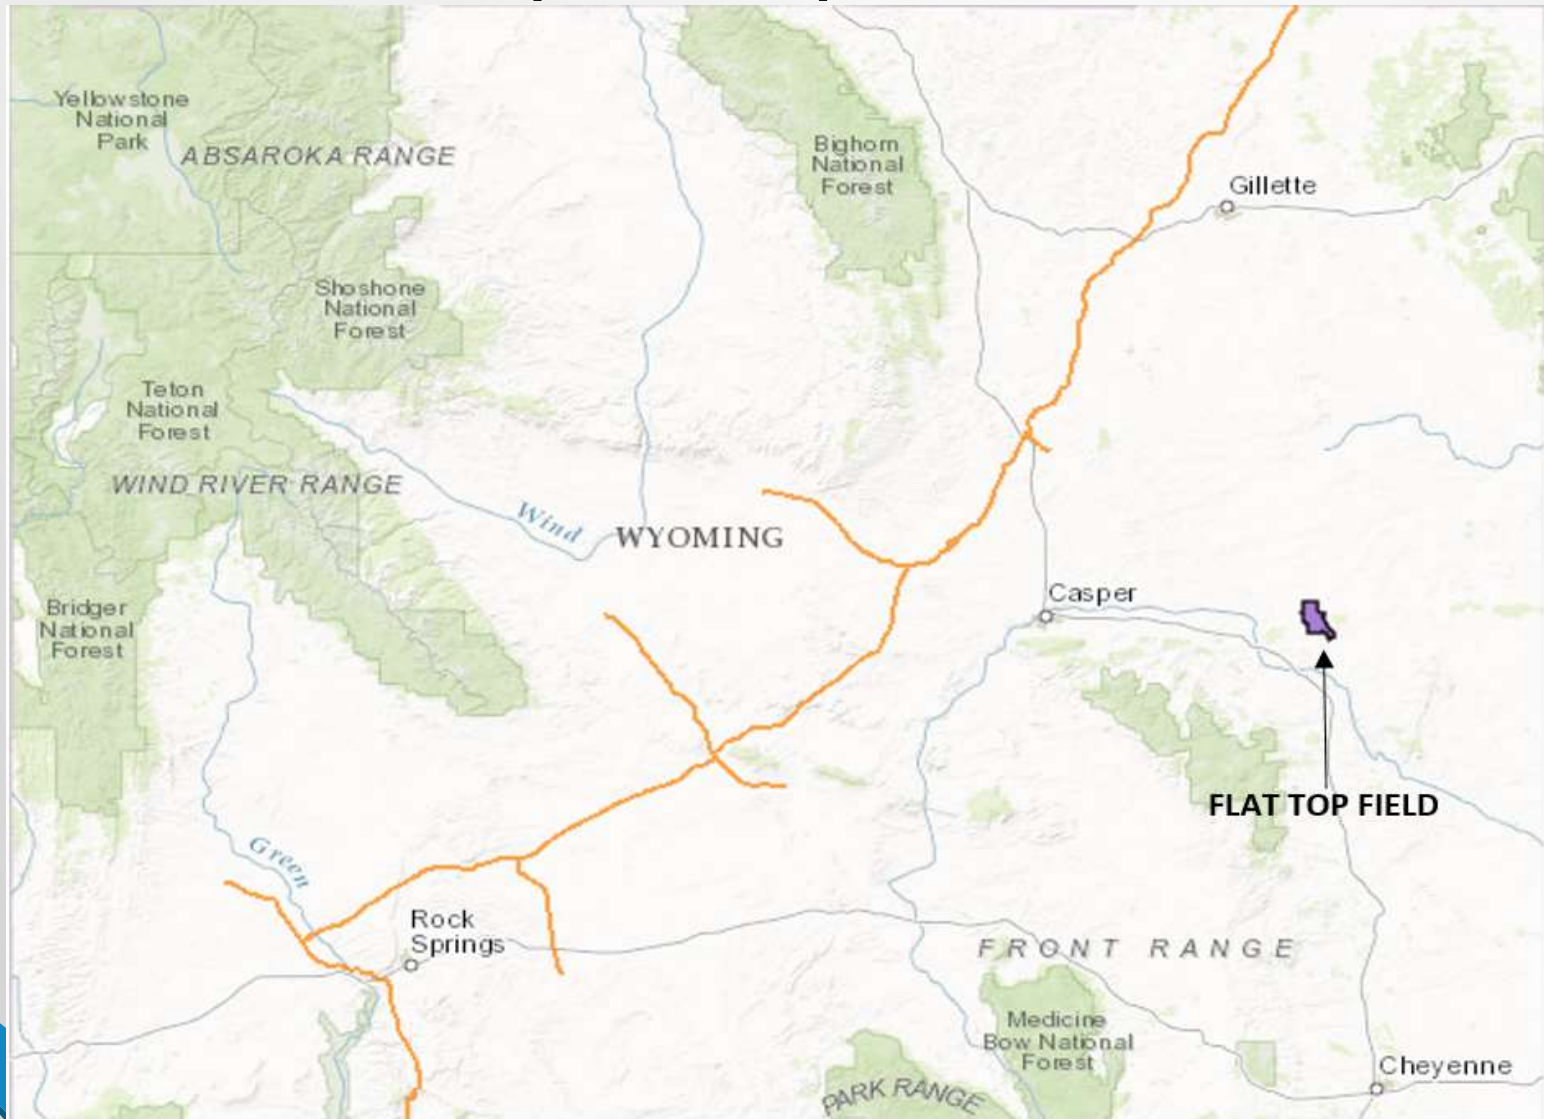 Yellowstone
National
Park
ABSAROKA RANGE
Bighorn
National
Forest
Gillette
Shoshone
National
Forest
Teton
National
Forest
WIND RIVER RANGE
Wind
WYOMING
Casper
Bridger
National
Forest
FLAT TOP FIELD
Green
Rock
Springs
FRONT RANGE
Medicine
Bow National
Forest
Cheyenne
PARK RANGE